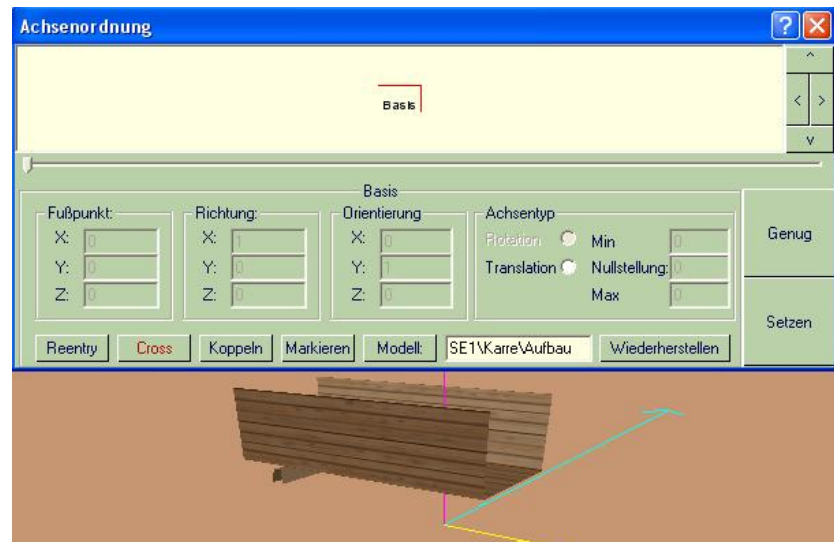 Achsenordnung
?
^
Basis
< >
v
Basis
Fußpunkt: Richtung: Orientierung Achsentyp
X: 0 X: 1 X: 0 Rotation Min 0
Y: 0 Y: 0 Y: 1 Translation Nullstellung: 0
Z: 0 Z: 0 Z: 0 Max 0
Genug
Setzen
Reentry Cross Koppeln Markieren Modell: SE1\Karre\Aufbau Wiederherstellen